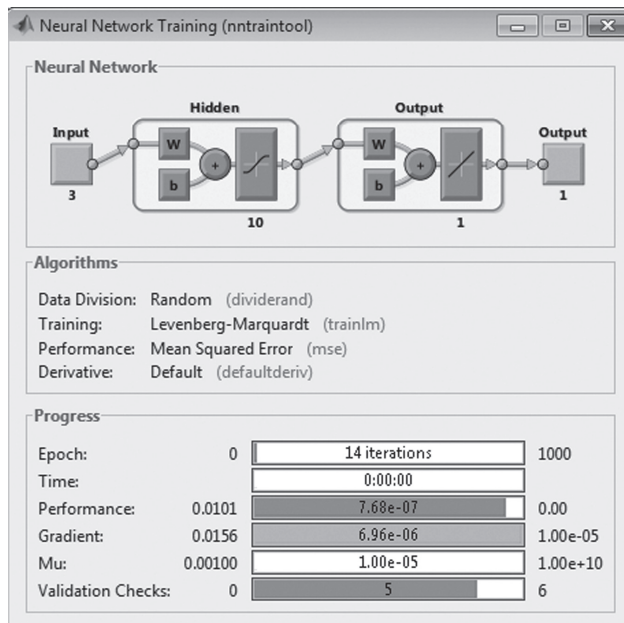 Neural Network Training (nntraintool)
Neural Network
Hidden
Output
Input
W
b
+
W
b
+
Output
3
10
1
1
Algorithms
Data Division: Random (dividerand)
Training: Levenberg-Marquardt (trainlm)
Performance: Mean Squared Error (mse)
Derivative: Default (defaultderiv)
Progress
Epoch: 0 14 iterations 1000
Time: 0:00:00
Performance: 0.0101 7.68e-07 0.00
Gradient: 0.0156 6.96e-06 1.00e-05
Mu: 0.00100 1.00e-05 1.00e+10
Validation Checks: 0 5 6